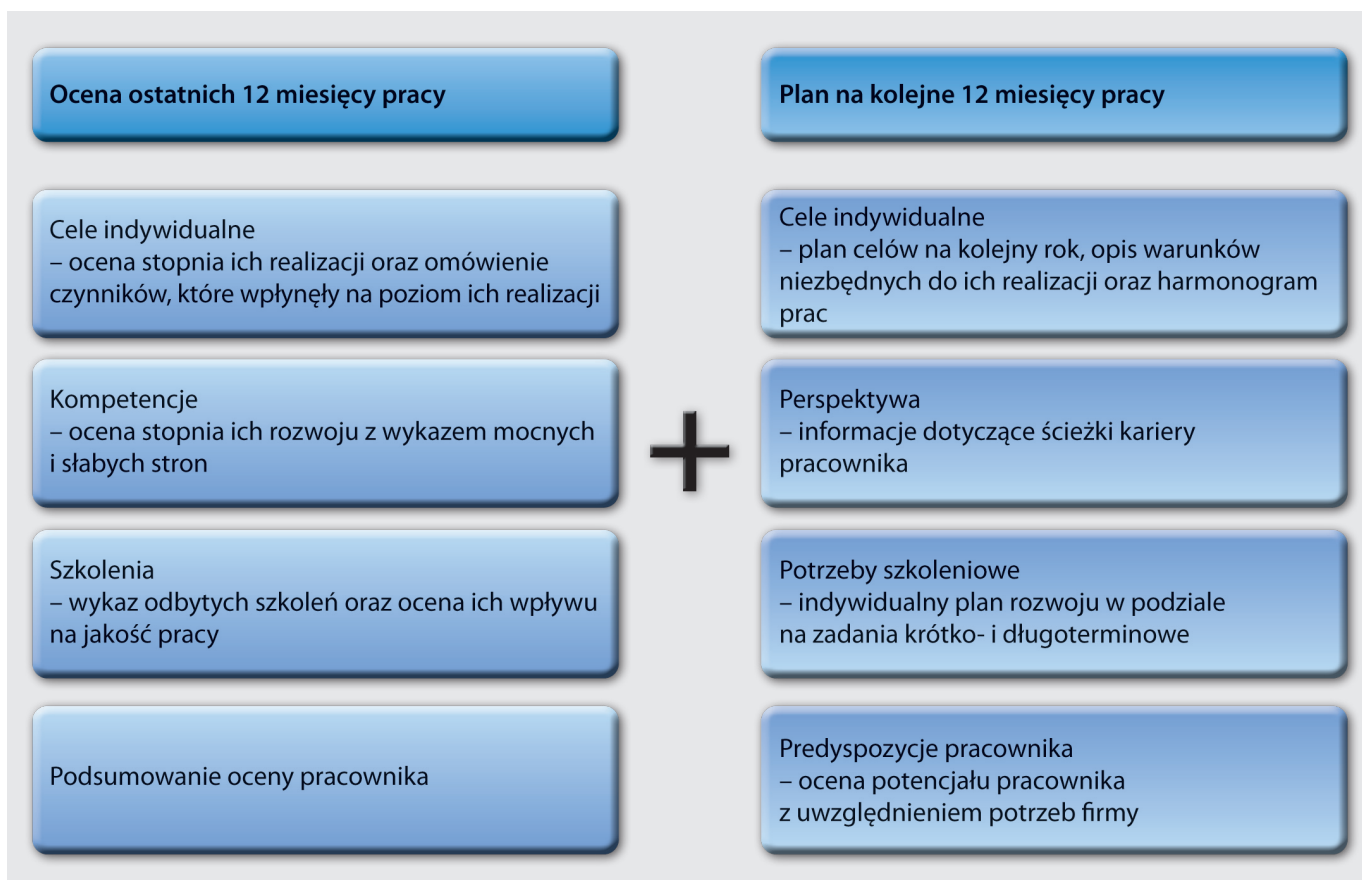 Ocena ostatnich 12 miesięcy pracy
Cele indywidualne
– ocena stopnia ich realizacji oraz omówienie
czynników, które wpłynęły na poziom ich realizacji
Kompetencje
– ocena stopnia ich rozwoju z wykazem mocnych
i słabych stron
Szkolenia
– wykaz odbytych szkoleń oraz ocena ich wpływu
na jakość pracy
Podsumowanie oceny pracownika
+
Plan na kolejne 12 miesięcy pracy
Cele indywidualne
– plan celów na kolejny rok, opis warunków
niezbędnych do ich realizacji oraz harmonogram
prac
Perspektywa
– informacje dotyczące ścieżki kariery
pracownika
Potrzeby szkoleniowe
– indywidualny plan rozwoju w podziale
na zadania krótko- i długoterminowe
Predyspozycje pracownika
– ocena potencjału pracownika
z uwzględnieniem potrzeb firmy